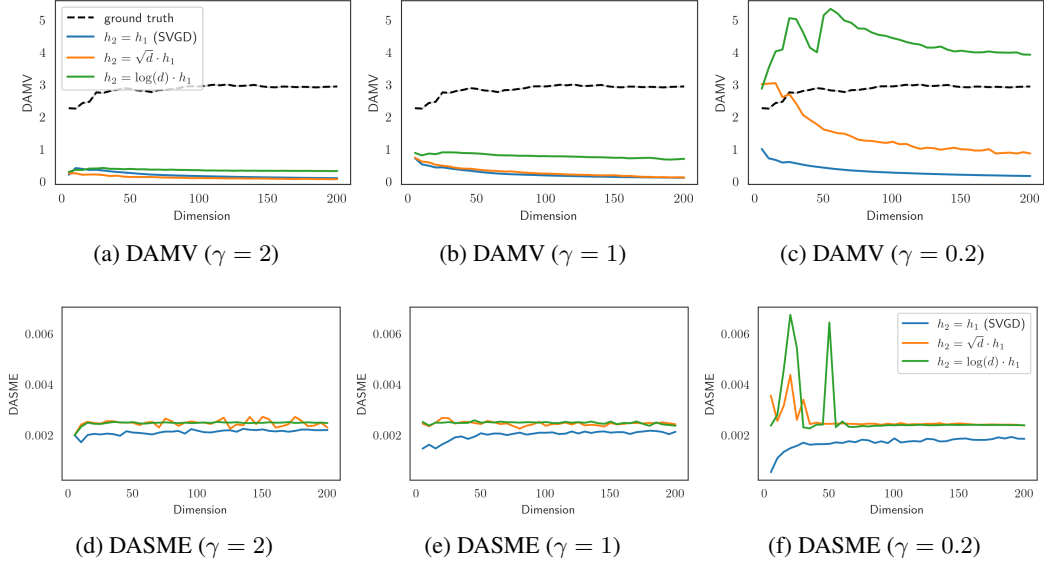 5
4
3
2
1
0
DAMV
0 50 100 150 200
Dimension
ground truth
h₂ = h₁ (SVGD)
h₂ = √d · h₁
h₂ = log(d) · h₁
(a) DAMV (γ = 2)
5
4
3
2
1
0
DAMV
0 50 100 150 200
Dimension
(b) DAMV (γ = 1)
5
4
3
2
1
0
DAMV
0 50 100 150 200
Dimension
(c) DAMV (γ = 0.2)
0.006
0.004
0.002
DASME
0 50 100 150 200
Dimension
(d) DASME (γ = 2)
0.006
0.004
0.002
DASME
0 50 100 150 200
Dimension
(e) DASME (γ = 1)
0.006
0.004
0.002
DASME
0 50 100 150 200
Dimension
h₂ = h₁ (SVGD)
h₂ = √d · h₁
h₂ = log(d) · h₁
(f) DASME (γ = 0.2)